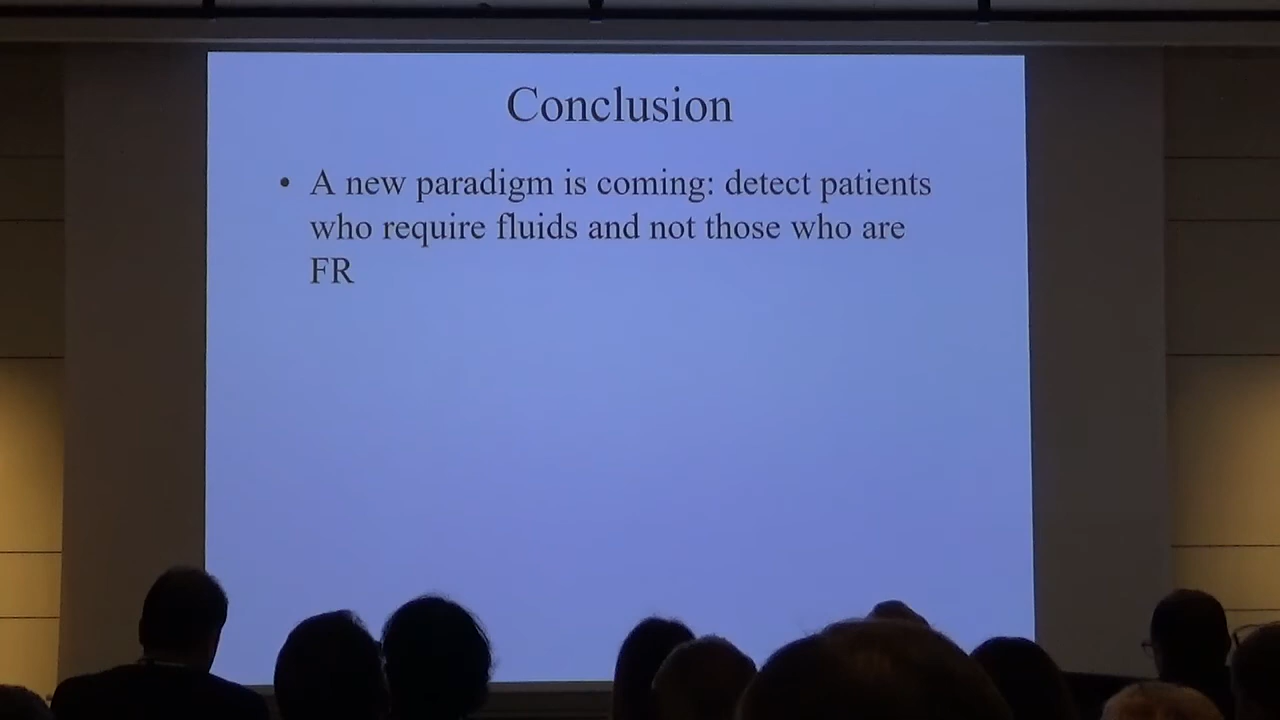 Conclusion
• A new paradigm is coming: detect patients
who require fluids and not those who are
FR